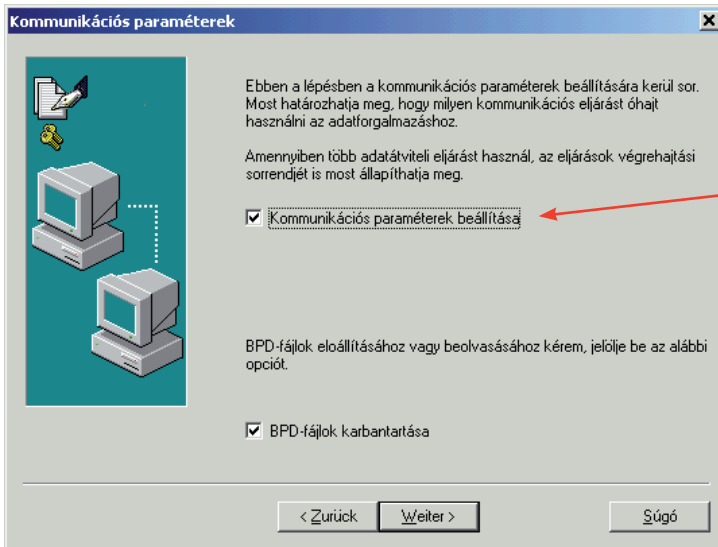 Kommunikációs paraméterek
Ebben a lépésben a kommunikációs paraméterek beállítására kerül sor.
Most határozhatja meg, hogy milyen kommunikációs eljárást óhajt
használni az adatforgalmazáshoz.
Amennyiben több adatátviteli eljárást használ, az eljárások végrehajtási
sorrendjét is most állapíthatja meg.
Kommunikációs paraméterek beállítása
BPD-fájlok eloállításához vagy beolvasásához kérem, jelölje be az alábbi
opciót.
BPD-fájlok karbantartása
< Zurück
Weiter >
Súgó